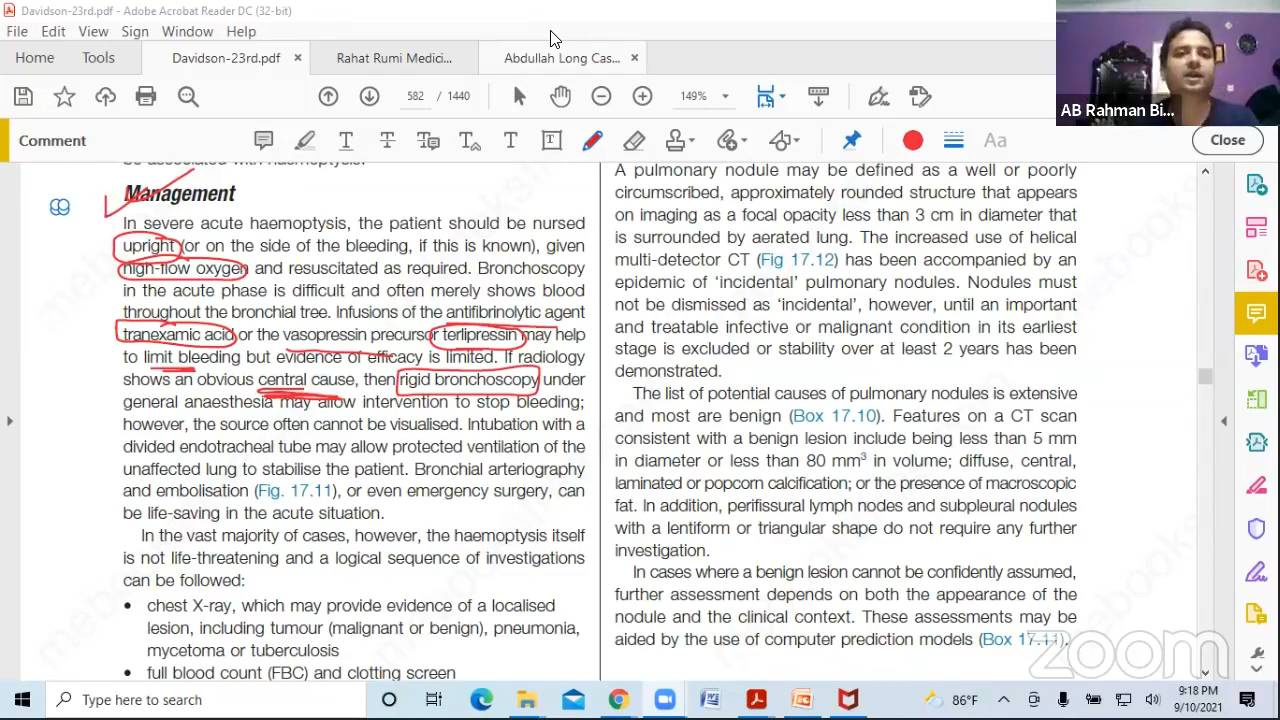 Davidson-23rd.pdf - Adobe Acrobat Reader DC (32-bit)
File Edit View Sign Window Help
Home Tools Davidson-23rd.pdf × Rahat Rumi Medici... Abdullah Long Cas... ×
582 / 1440 149%
AB Rahman Bi...
Comment
Aa
Close
be associated with haemoptysis.
Management
In severe acute haemoptysis, the patient should be nursed
upright (or on the side of the bleeding, if this is known), given
high-flow oxygen and resuscitated as required. Bronchoscopy
in the acute phase is difficult and often merely shows blood
throughout the bronchial tree. Infusions of the antifibrinolytic agent
tranexamic acid or the vasopressin precursor terlipressin may help
to limit bleeding but evidence of efficacy is limited. If radiology
shows an obvious central cause, then rigid bronchoscopy under
general anaesthesia may allow intervention to stop bleeding;
however, the source often cannot be visualised. Intubation with a
divided endotracheal tube may allow protected ventilation of the
unaffected lung to stabilise the patient. Bronchial arteriography
and embolisation (Fig. 17.11), or even emergency surgery, can
be life-saving in the acute situation.
In the vast majority of cases, however, the haemoptysis itself
is not life-threatening and a logical sequence of investigations
can be followed:
• chest X-ray, which may provide evidence of a localised
lesion, including tumour (malignant or benign), pneumonia,
mycetoma or tuberculosis
• full blood count (FBC) and clotting screen
A pulmonary nodule may be defined as a well or poorly
circumscribed, approximately rounded structure that appears
on imaging as a focal opacity less than 3 cm in diameter that
is surrounded by aerated lung. The increased use of helical
multi-detector CT (Fig 17.12) has been accompanied by an
epidemic of ‘incidental’ pulmonary nodules. Nodules must
not be dismissed as ‘incidental’, however, until an important
and treatable infective or malignant condition in its earliest
stage is excluded or stability over at least 2 years has been
demonstrated.
The list of potential causes of pulmonary nodules is extensive
and most are benign (Box 17.10). Features on a CT scan
consistent with a benign lesion include being less than 5 mm
in diameter or less than 80 mm³ in volume; diffuse, central,
laminated or popcorn calcification; or the presence of macroscopic
fat. In addition, perifissural lymph nodes and subpleural nodules
with a lentiform or triangular shape do not require any further
investigation.
In cases where a benign lesion cannot be confidently assumed,
further assessment depends on both the appearance of the
nodule and the clinical context. These assessments may be
aided by the use of computer prediction models (Box 17.11).
zoom
Type here to search
86°F
9:18 PM
9/10/2021